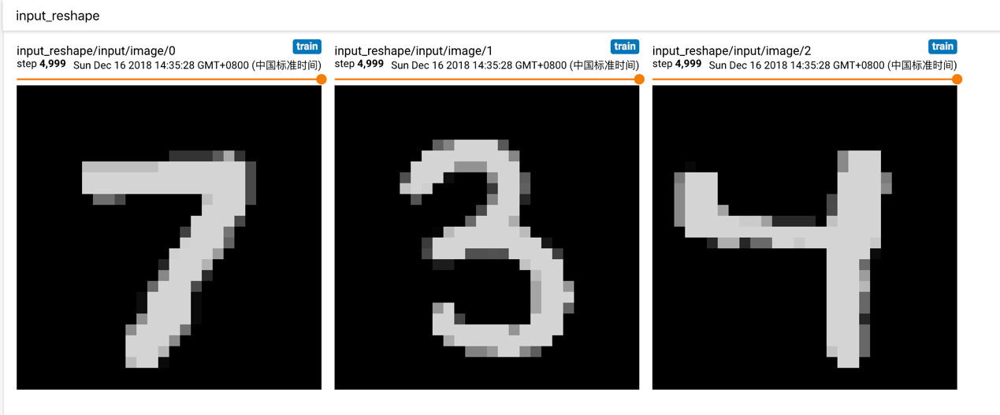 input_reshape
input_reshape/input/image/0 train
step 4,999 Sun Dec 16 2018 14:35:28 GMT+0800 (中国标准时间)
7
input_reshape/input/image/1 train
step 4,999 Sun Dec 16 2018 14:35:28 GMT+0800 (中国标准时间)
3
input_reshape/input/image/2 train
step 4,999 Sun Dec 16 2018 14:35:28 GMT+0800 (中国标准时间)
4